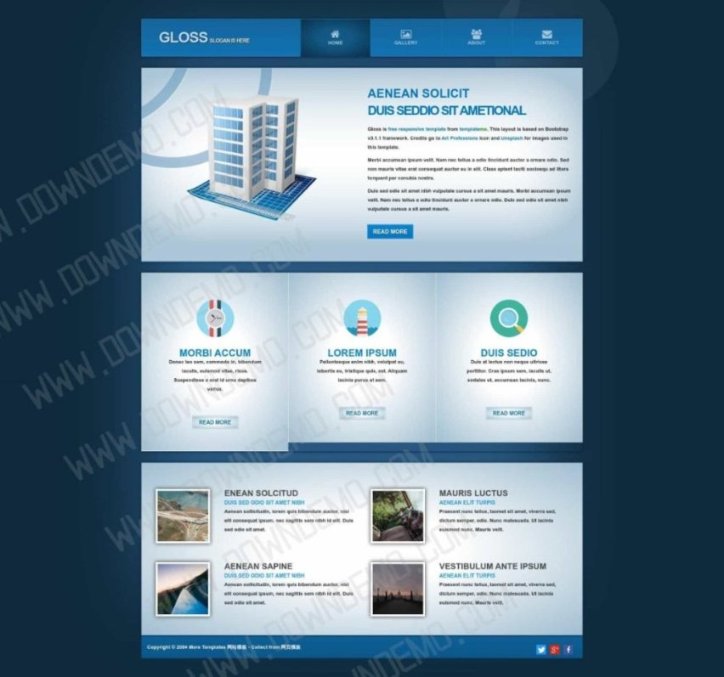 GLOSS SLOGAN IS HERE
HOME
GALLERY
ABOUT
CONTACT
AENEAN SOLICIT
DUIS SEDDIO SIT AMETIONAL
Gloss is free responsive template from templatemo. This layout is based on Bootstrap
v3.1.1 framework. Credits go to Art Professors icon and Unsplash for images used in
this template.
Morbi accumsan ipsum velit. Nam nec tellus a odio tincidunt auctor a ornare odio. Sed
non mauris vitae erat consequat auctor eu in elit. Class aptent taciti sociosqu ad litora
torquent per conubia nostra.
Duis sed odio sit amet nibh vulputate cursus a sit amet mauris. Morbi accumsan ipsum
velit. Nam nec tellus a odio tincidunt auctor a ornare odio. Duis sed odio sit amet nibh
vulputate cursus a sit amet mauris.
READ MORE
MORBI ACCUM
Donec leo sem, commodo in, bibendum
iaculis, euismod vitae, risus.
Suspendisse a erat id urna dapibus
LOREM IPSUM
Pellentesque enim nibh, volutpat eu,
lobortis eu, tristique quis, est. Aliquam
lacinia purus ut sem.
DUIS SEDIO
Duis at lectus non neque ultrices
porttitor. Cras ipsum sem, iaculis ut,
sodales at, accumsan lacinia, nunc.
READ MORE
READ MORE
READ MORE
ENEAN SOLCITUD
DUIS SED ODIO SIT AMET NIBH
Aenean sollicitudin, lorem quis bibendum auctor, nisi
elit consequat ipsum, nec sagittis sem nibh id elit. Duis
sed odio sit amet.
MAURIS LUCTUS
AENEAN ELIT TURPIS
Praesent nunc tellus, laoreet sit amet, viverra sed,
dictum semper, odio. Nunc malesuada. Ut lacinia
euismod nunc. Mauris velit.
AENEAN SAPINE
DUIS SED ODIO SIT AMET NIBH
Aenean sollicitudin, lorem quis bibendum auctor, nisi
elit consequat ipsum, nec sagittis sem nibh id elit. Duis
sed odio sit amet.
VESTIBULUM ANTE IPSUM
AENEAN ELIT TURPIS
Praesent nunc tellus, laoreet sit amet, viverra sed,
dictum semper, odio. Nunc malesuada. Ut lacinia
euismod nunc. Mauris velit.
Copyright © 2084 More Templates 网站模板 - Collect from 网页模板
WWW.DOWNDEMO.COM
WWW.DOWNDEMO.COM
WWW.DOWNDEMO.COM
WWW.DOWNDEMO.COM